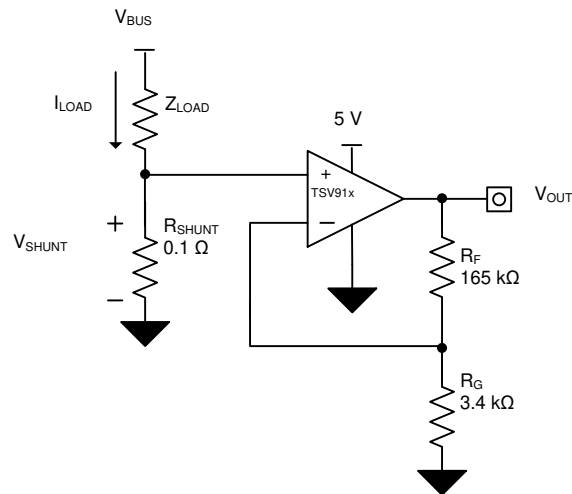 VBUS
ILOAD
ZLOAD
5 V
+
TSV91x
−
VOUT
+
VSHUNT
−
RSHUNT
0.1 Ω
RF
165 kΩ
RG
3.4 kΩ